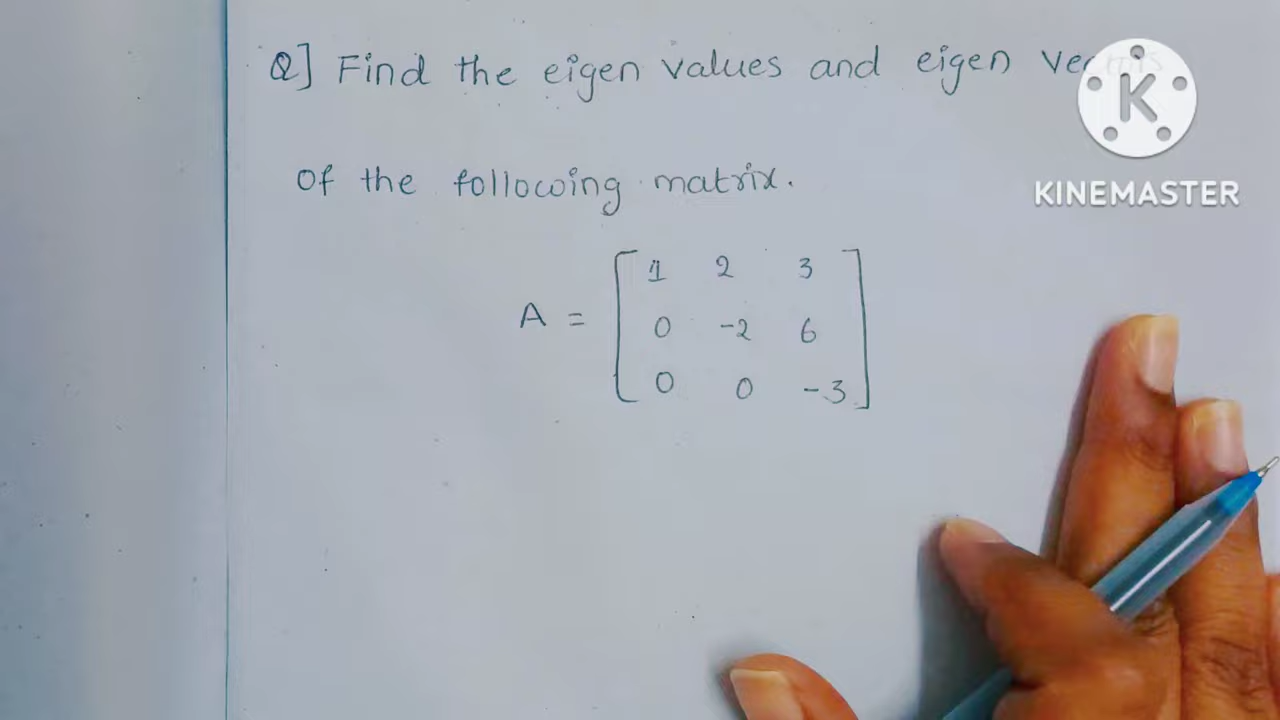 Q] Find the eigen values and eigen
of the following matrix.
A = [ 1 2 3
0 -2 6
0 0 -3 ]
K
KINEMASTER